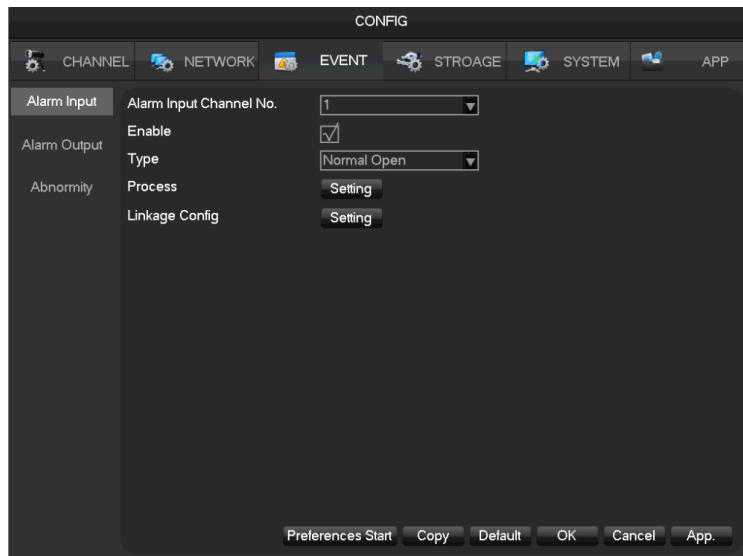 CONFIG
CHANNEL NETWORK EVENT STROAGE SYSTEM APP
Alarm Input
Alarm Output
Abnormity
Alarm Input Channel No. 1
Enable
Type Normal Open
Process Setting
Linkage Config Setting
Preferences Start Copy Default OK Cancel App.